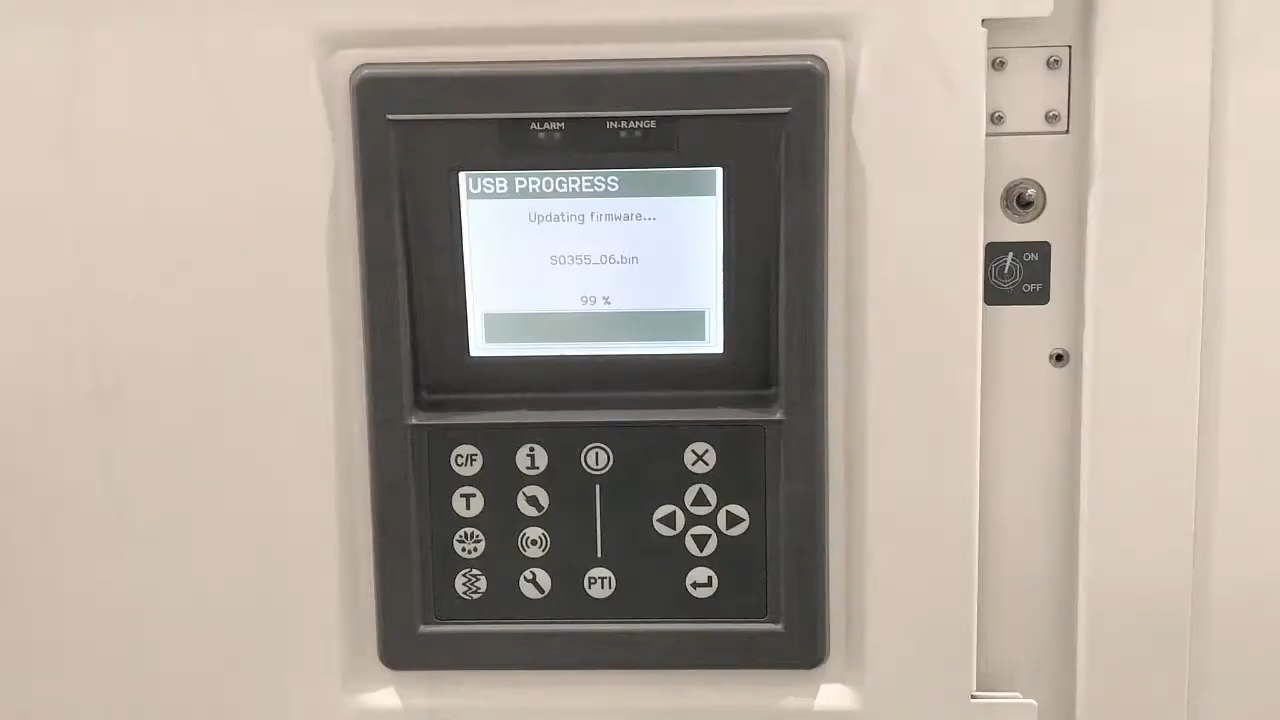 ALARM IN-RANGE
USB PROGRESS
Updating firmware...
S0355_06.bin
99 %
ON
OFF
C/F
i
T
PTI